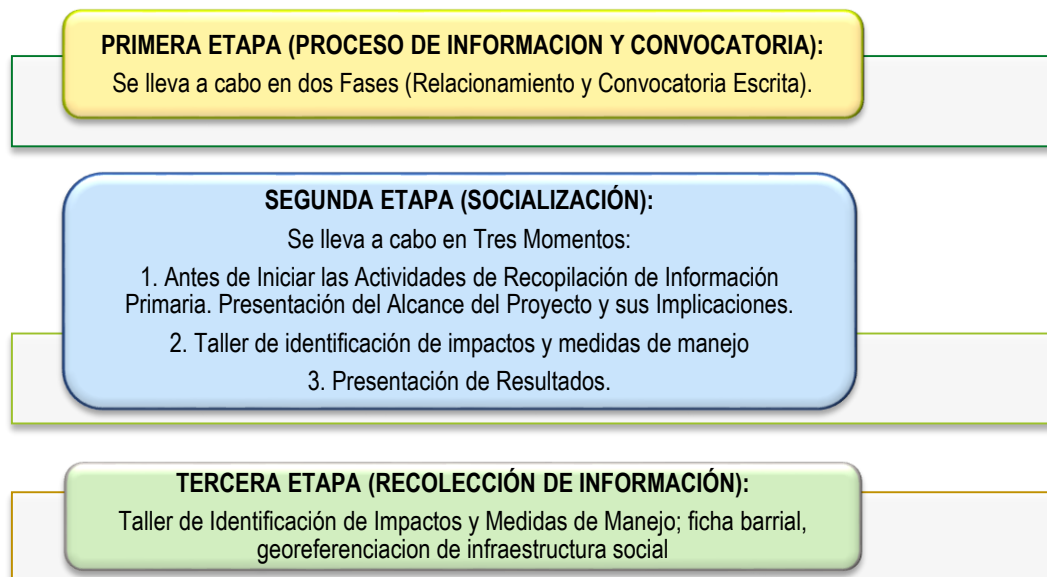 PRIMERA ETAPA (PROCESO DE INFORMACION Y CONVOCATORIA):
Se lleva a cabo en dos Fases (Relacionamiento y Convocatoria Escrita).
SEGUNDA ETAPA (SOCIALIZACIÓN):
Se lleva a cabo en Tres Momentos:
1. Antes de Iniciar las Actividades de Recopilación de Información
Primaria. Presentación del Alcance del Proyecto y sus Implicaciones.
2. Taller de identificación de impactos y medidas de manejo
3. Presentación de Resultados.
TERCERA ETAPA (RECOLECCIÓN DE INFORMACIÓN):
Taller de Identificación de Impactos y Medidas de Manejo; ficha barrial,
georeferenciacion de infraestructura social